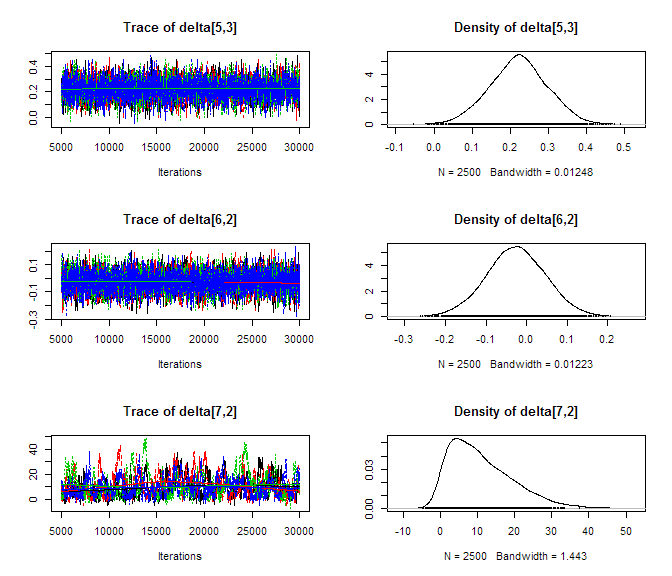 Trace of delta[5,3]
0.0 0.2 0.4
5000 10000 15000 20000 25000 30000
Iterations
Density of delta[5,3]
0 2 4
-0.1 0.0 0.1 0.2 0.3 0.4 0.5
N = 2500 Bandwidth = 0.01248
Trace of delta[6,2]
-0.3 -0.1 0.1
5000 10000 15000 20000 25000 30000
Iterations
Density of delta[6,2]
0 2 4
-0.3 -0.2 -0.1 0.0 0.1 0.2
N = 2500 Bandwidth = 0.01223
Trace of delta[7,2]
0 20 40
5000 10000 15000 20000 25000 30000
Iterations
Density of delta[7,2]
0.00 0.03
-10 0 10 20 30 40 50
N = 2500 Bandwidth = 1.443